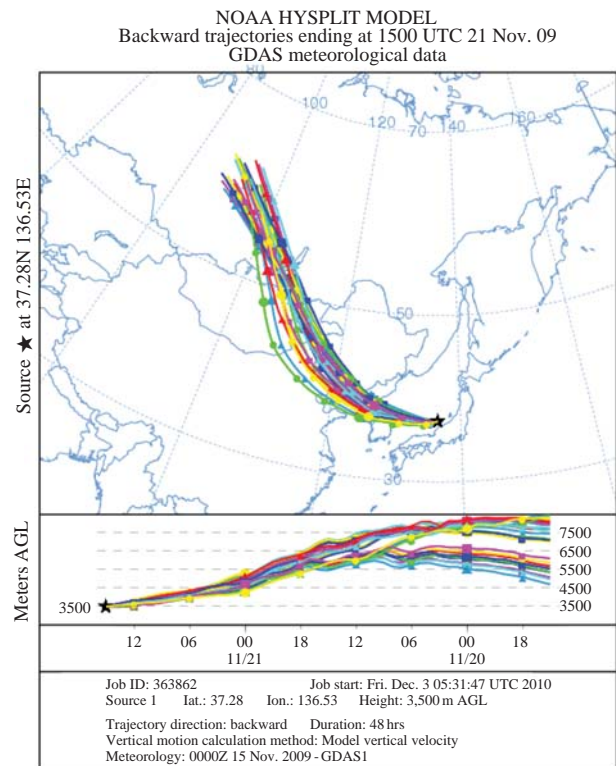 NOAA HYSPLIT MODEL
Backward trajectories ending at 1500 UTC 21 Nov. 09
GDAS meteorological data
Source ★ at 37.28N 136.53E
80
100
120
70
140
160
50
30
Meters AGL
3500
7500
6500
5500
4500
3500
12 06 00 18 12 06 00 18
11/21 11/20
Job ID: 363862 Job start: Fri. Dec. 3 05:31:47 UTC 2010
Source 1 Iat.: 37.28 Ion.: 136.53 Height: 3,500 m AGL
Trajectory direction: backward Duration: 48 hrs
Vertical motion calculation method: Model vertical velocity
Meteorology: 0000Z 15 Nov. 2009 - GDAS1